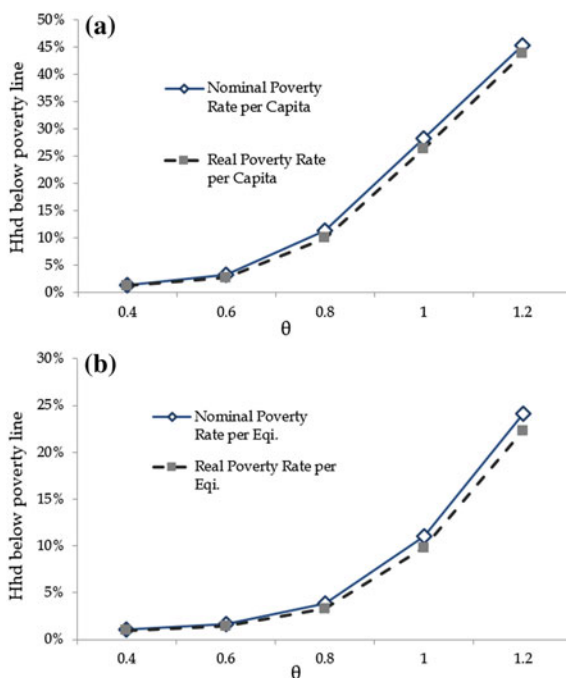 (a)
50%
45%
40%
35%
30%
25%
20%
15%
10%
5%
0%
Hhd below poverty line
Nominal Poverty
Rate per Capita
Real Poverty Rate
per Capita
0.4 0.6 0.8 1 1.2
θ
(b)
30%
25%
20%
15%
10%
5%
0%
Hhd below poverty line
Nominal Poverty
Rate per Eqi.
Real Poverty Rate per
Eqi.
0.4 0.6 0.8 1 1.2
θ